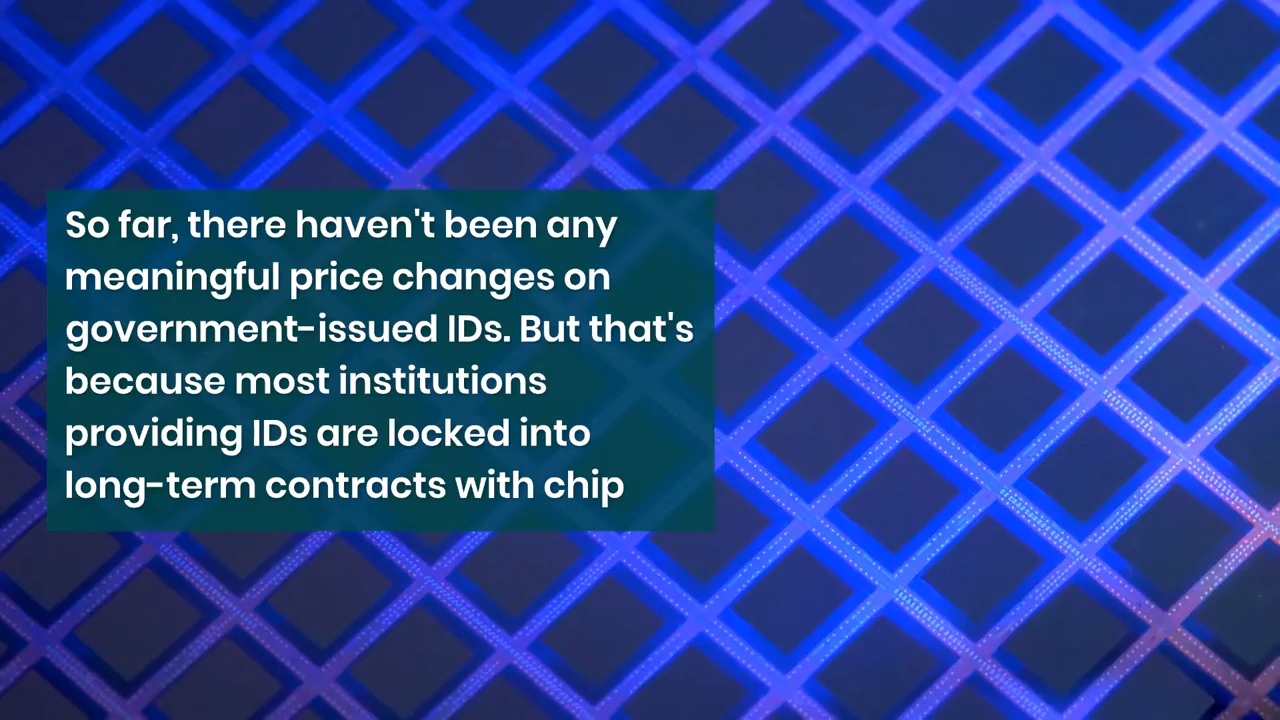 So far, there haven't been any
meaningful price changes on
government-issued IDs. But that's
because most institutions
providing IDs are locked into
long-term contracts with chip